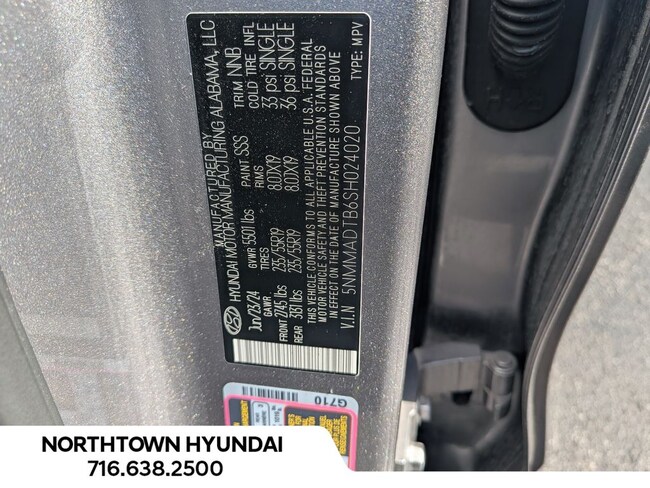 MANUFACTURED BY
HYUNDAI MOTOR MANUFACTURING ALABAMA, LLC
Jun/23/24 GVWR 5501 lbs PAINT SSS TRIM NNB
GAWR TIRES RIMS COLD TIRE INFL
FRONT 2745 lbs 235/55R19 8.0JX19 33 psi SINGLE
REAR 3131 lbs 235/55R19 8.0JX19 36 psi SINGLE
THIS VEHICLE CONFORMS TO ALL APPLICABLE U.S.A. FEDERAL
MOTOR VEHICLE SAFETY AND THEFT PREVENTION STANDARDS
IN EFFECT ON THE DATE OF MANUFACTURE SHOWN ABOVE
V.I.N 5NMMADTB6SH024020 TYPE: MPV
G710
NORTHTOWN HYUNDAI
716.638.2500